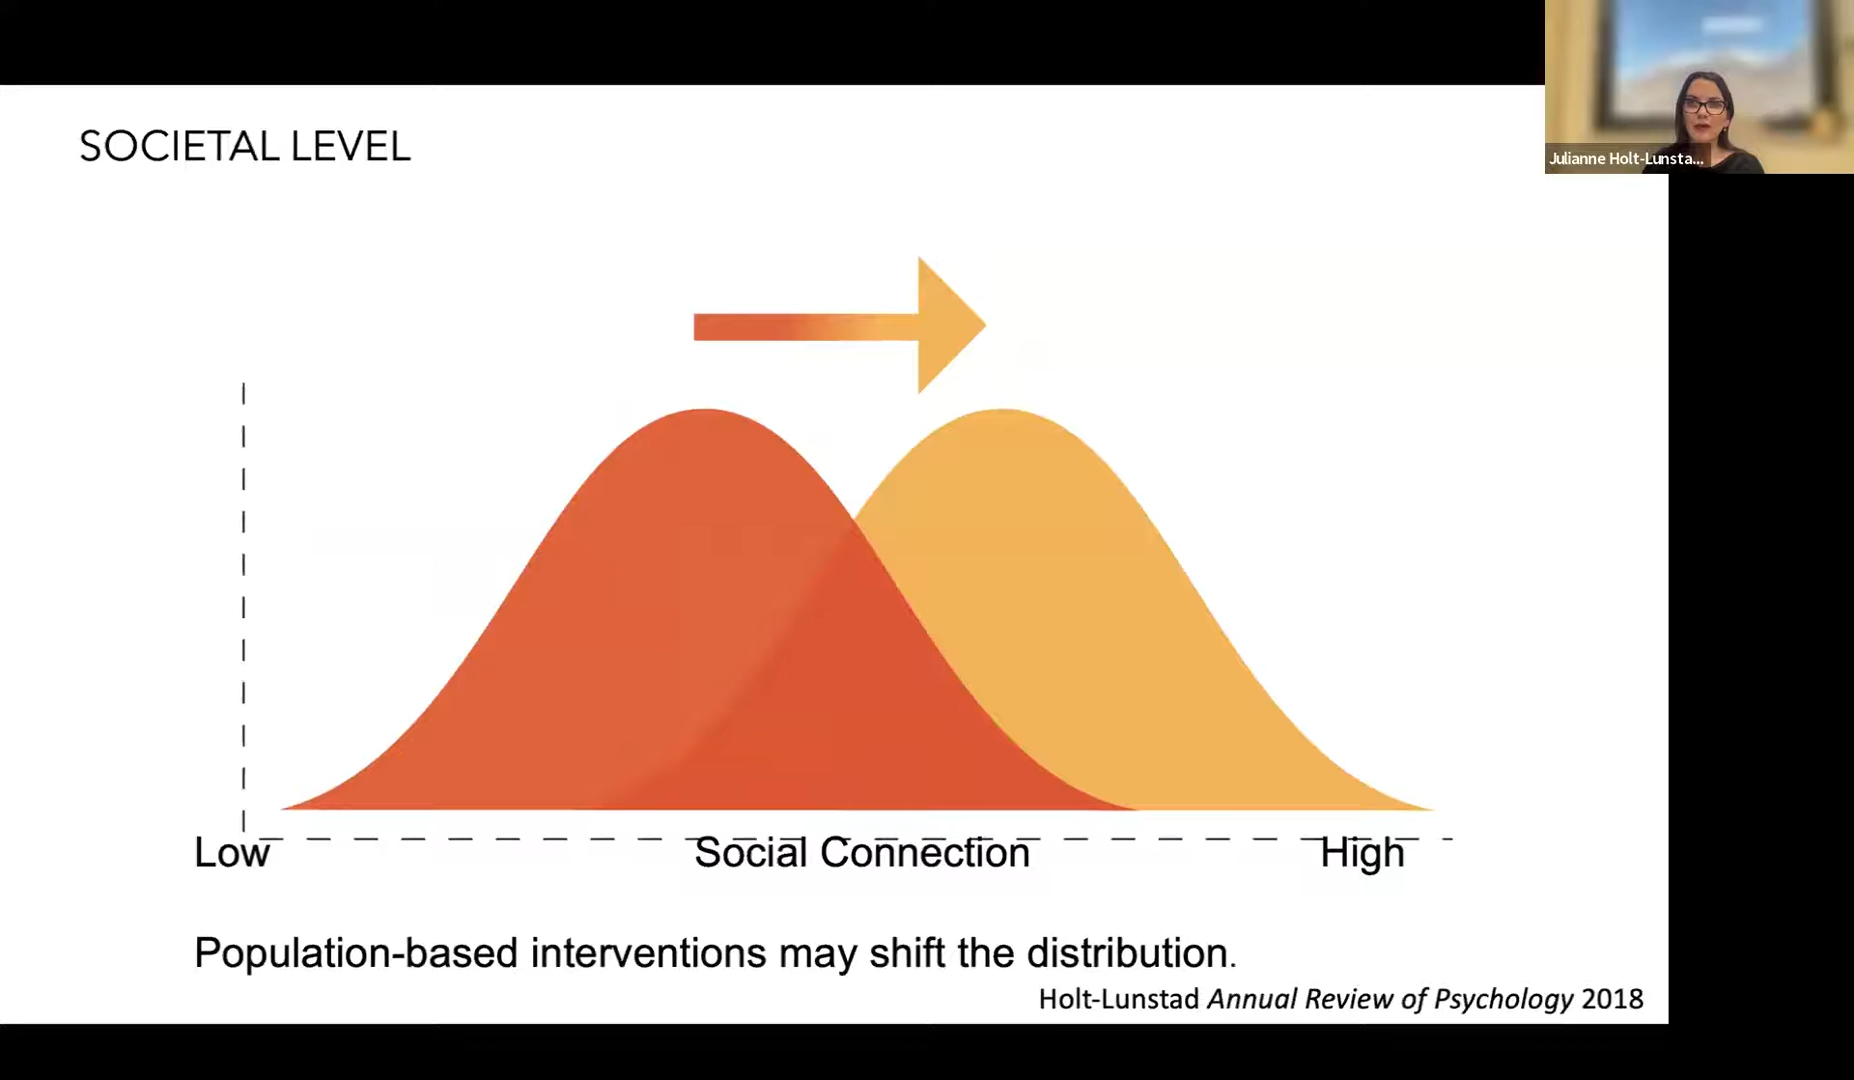 SOCIETAL LEVEL
Julianne Holt-Lunsta...
Low
Social Connection
High
Population-based interventions may shift the distribution.
Holt-Lunstad Annual Review of Psychology 2018